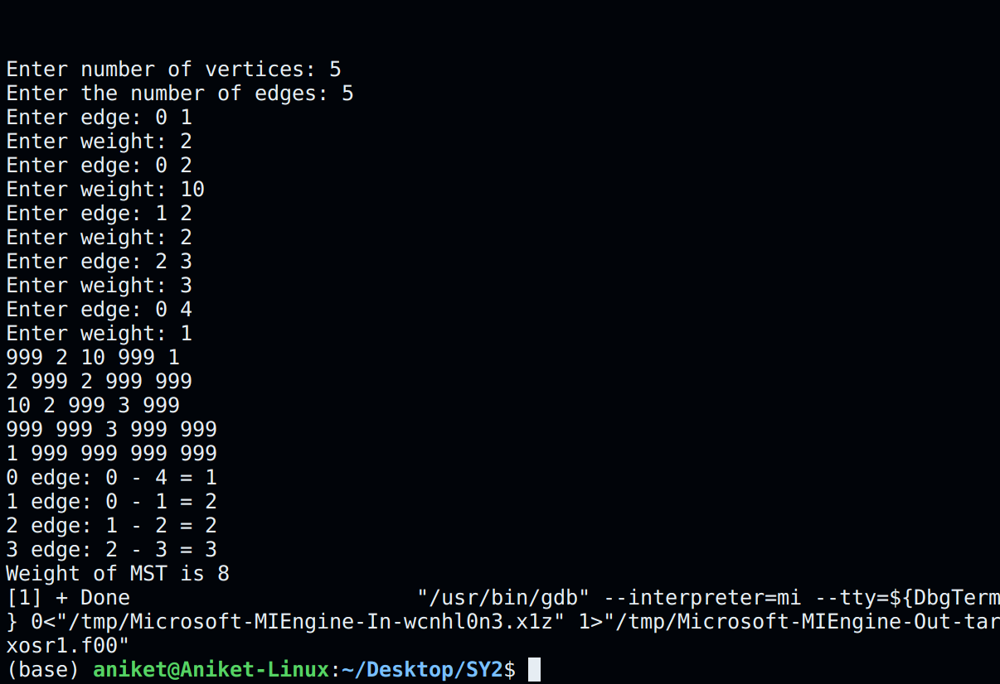 Enter number of vertices: 5
Enter the number of edges: 5
Enter edge: 0 1
Enter weight: 2
Enter edge: 0 2
Enter weight: 10
Enter edge: 1 2
Enter weight: 2
Enter edge: 2 3
Enter weight: 3
Enter edge: 0 4
Enter weight: 1
999 2 10 999 1
2 999 2 999 999
10 2 999 3 999
999 999 3 999 999
1 999 999 999 999
0 edge: 0 - 4 = 1
1 edge: 0 - 1 = 2
2 edge: 1 - 2 = 2
3 edge: 2 - 3 = 3
Weight of MST is 8
[1] + Done                       "/usr/bin/gdb" --interpreter=mi --tty=${DbgTerm
} 0<"/tmp/Microsoft-MIEngine-In-wcnhl0n3.x1z" 1>"/tmp/Microsoft-MIEngine-Out-tar
xosr1.f00"
(base) aniket@Aniket-Linux:~/Desktop/SY2$